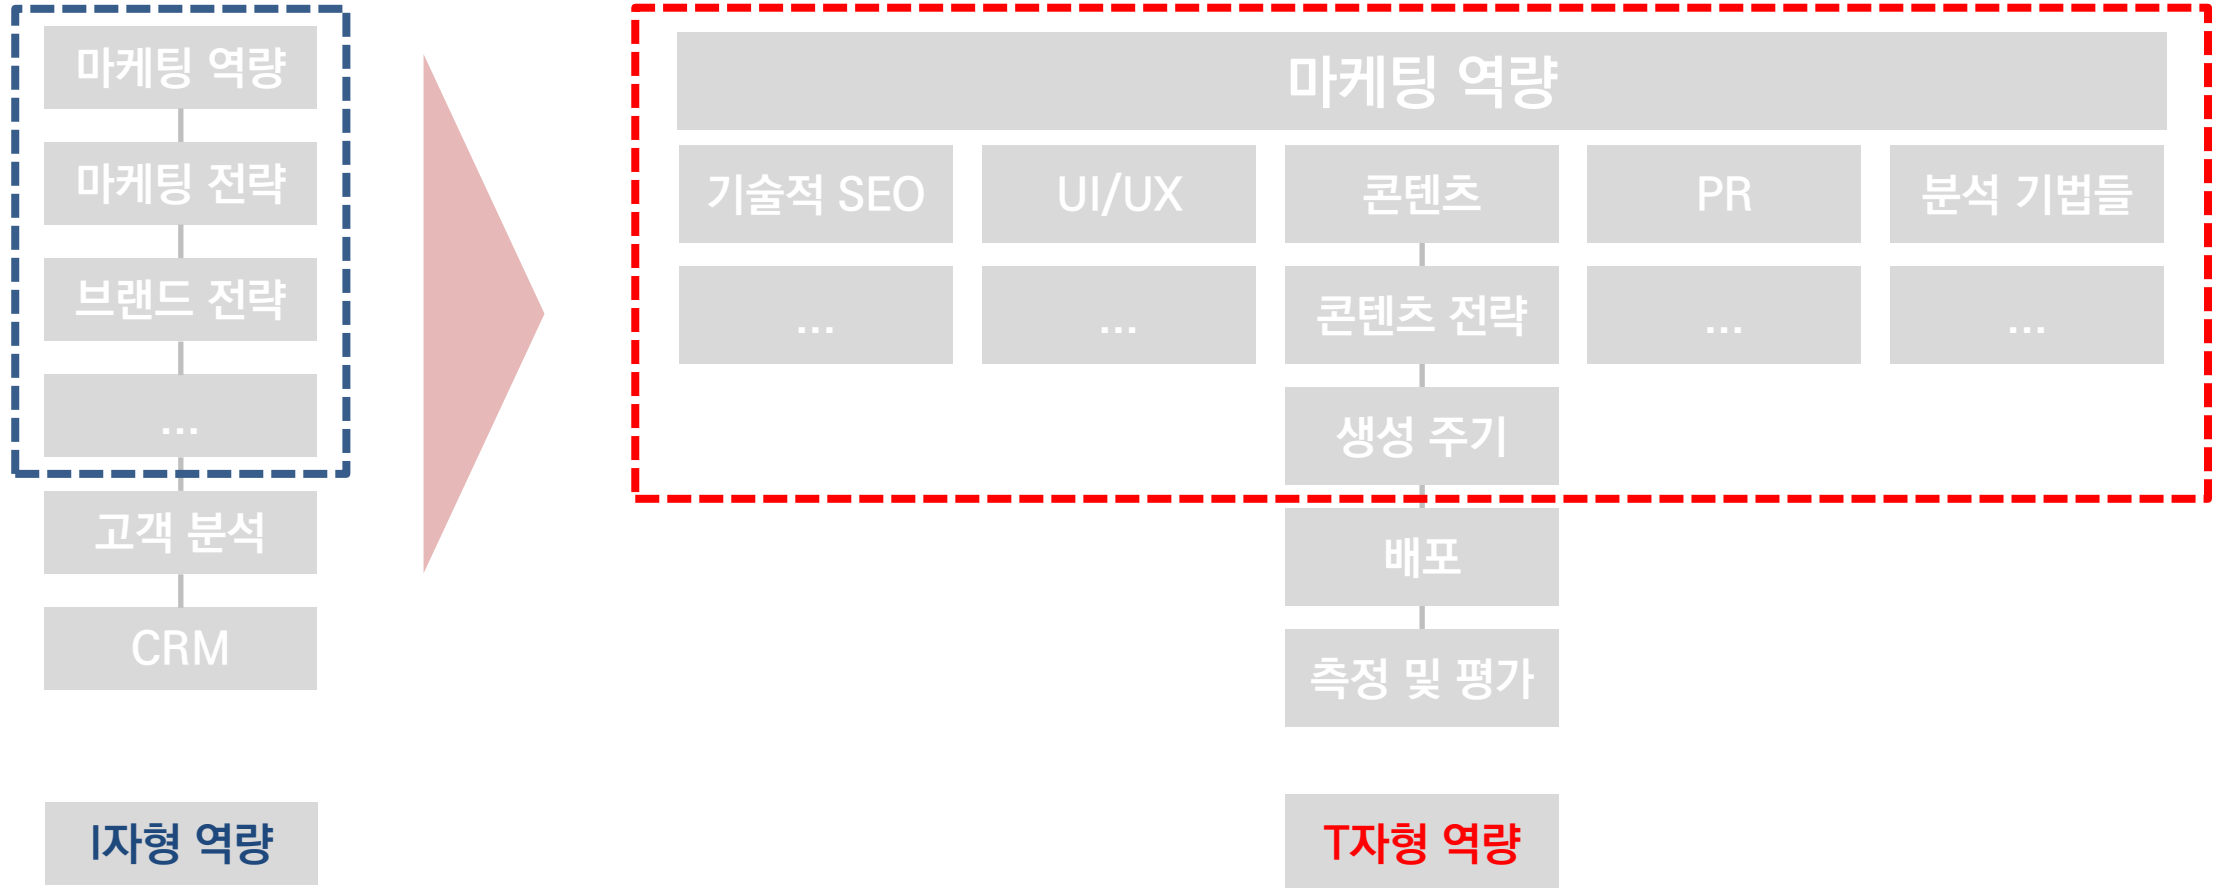 마케팅 역량
마케팅 전략
브랜드 전략
...
고객 분석
CRM
I자형 역량
마케팅 역량
기술적 SEO
UI/UX
콘텐츠
PR
분석 기법들
...
...
콘텐츠 전략
...
...
생성 주기
배포
측정 및 평가
T자형 역량